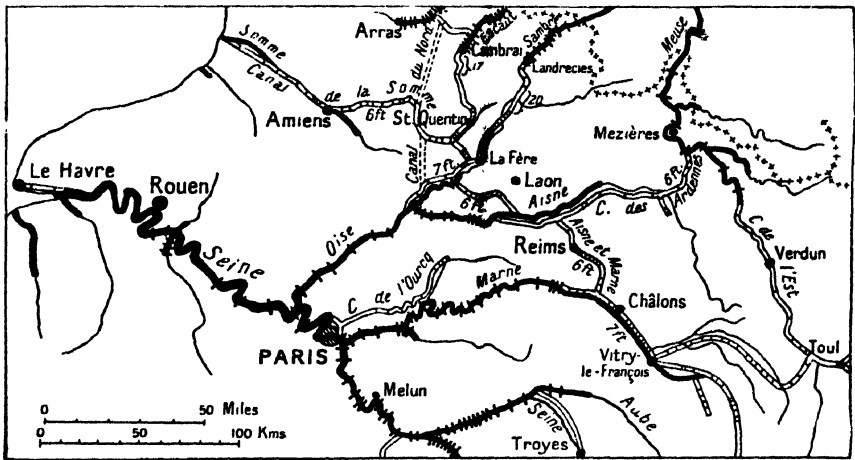 Arras
Canal du Nord
Escaut
Cambrai
17
Sambre
Landrecies
Meuse
Somme
Canal de la Somme
6ft
Amiens
St. Quentin
20
Mezières
La Fère
7ft
Laon
Aisne
6ft
C. des Ardennes
6ft
Le Havre
Rouen
Seine
Oise
Reims
Aisne et Marne
6ft
C. de l'Est
Verdun
C de l'Ourcq
Marne
Châlons
7ft
PARIS
Vitry-
le-François
Toul
Melun
Seine
Aube
Troyes
0 50 Miles
0 50 100 Kms